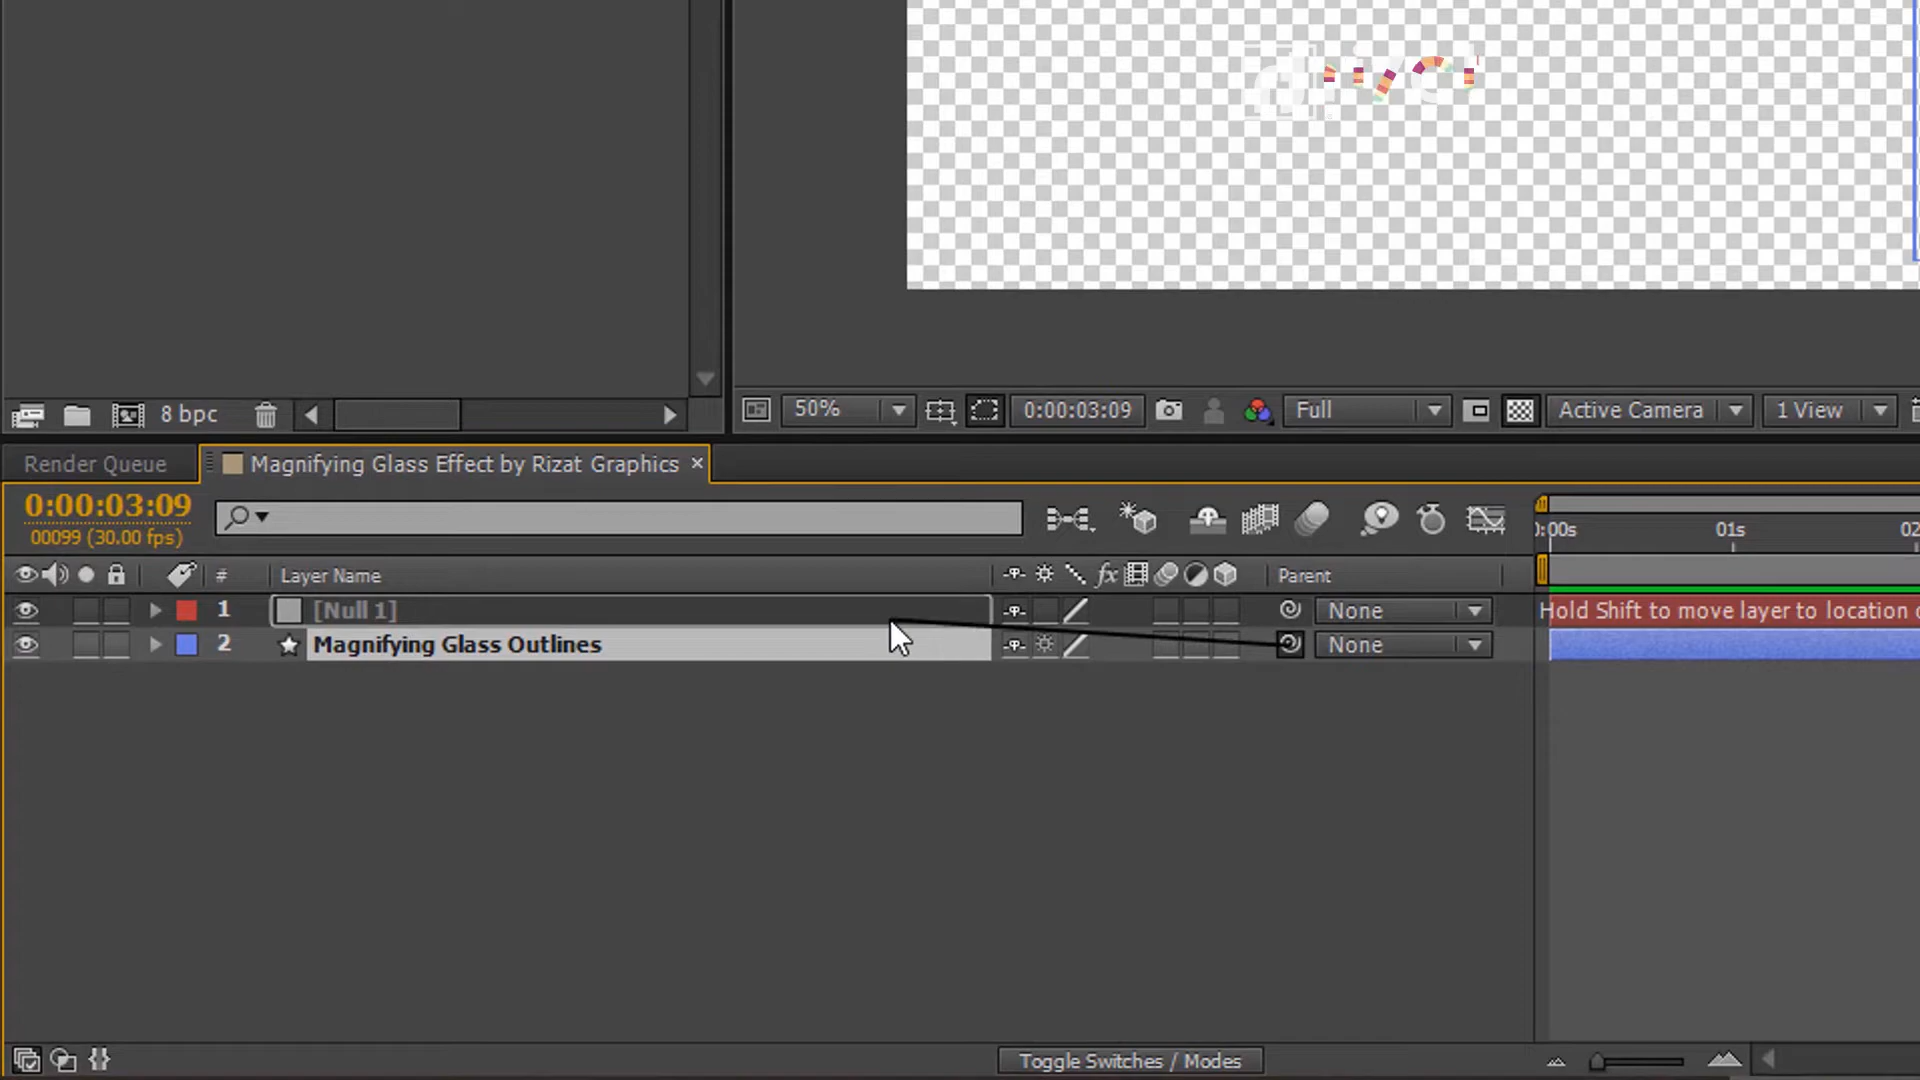 8 bpc
50%
0:00:03:09
Full
Active Camera
1 View
Render Queue
Magnifying Glass Effect by Rizat Graphics ×
0:00:03:09
00099 (30.00 fps)
:00s
01s
02
#
Layer Name
fx
Parent
1
[Null 1]
None
Hold Shift to move layer to location
2
Magnifying Glass Outlines
None
Toggle Switches / Modes